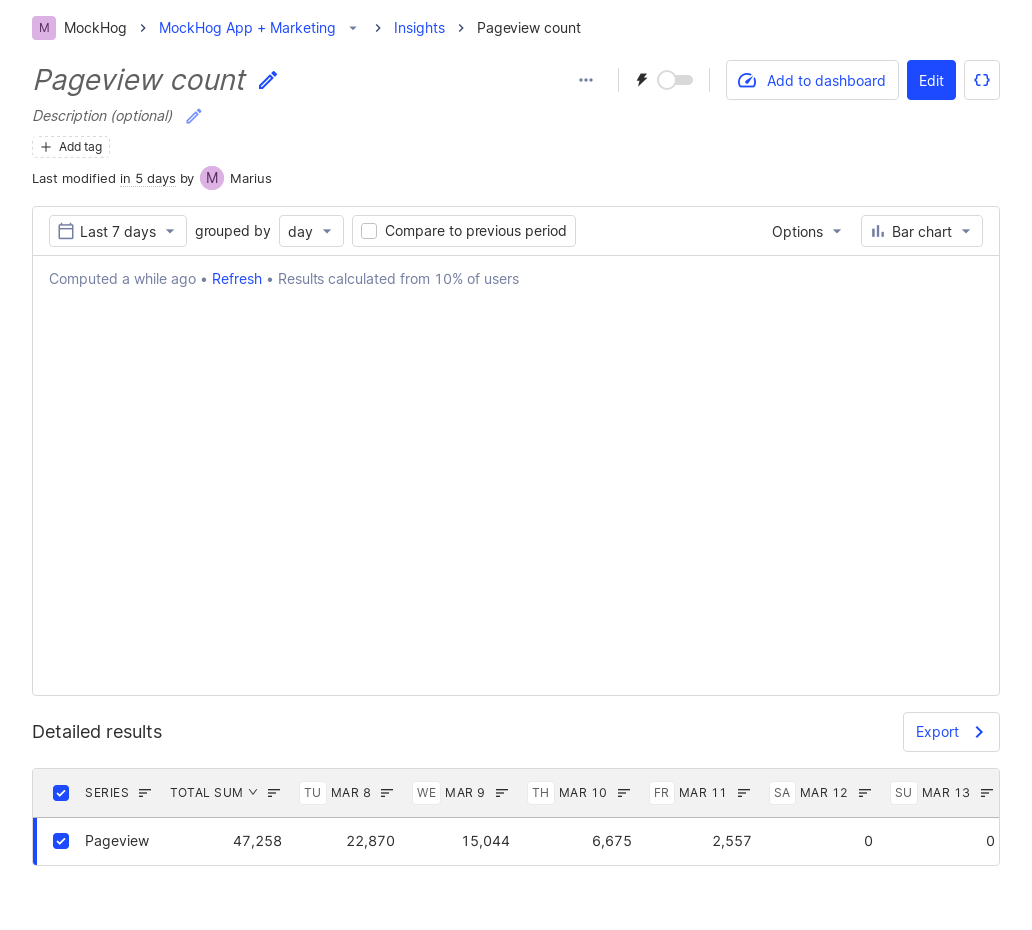 M MockHog MockHog App + Marketing Insights Pageview count
Pageview count Add to dashboard Edit
Description (optional)
Add tag
Last modified in 5 days by M Marius
Last 7 days grouped by day Compare to previous period Options Bar chart
Computed a while ago • Refresh • Results calculated from 10% of users
Detailed results Export
SERIES TOTAL SUM TU MAR 8 WE MAR 9 TH MAR 10 FR MAR 11 SA MAR 12 SU MAR 13
Pageview 47,258 22,870 15,044 6,675 2,557 0 0